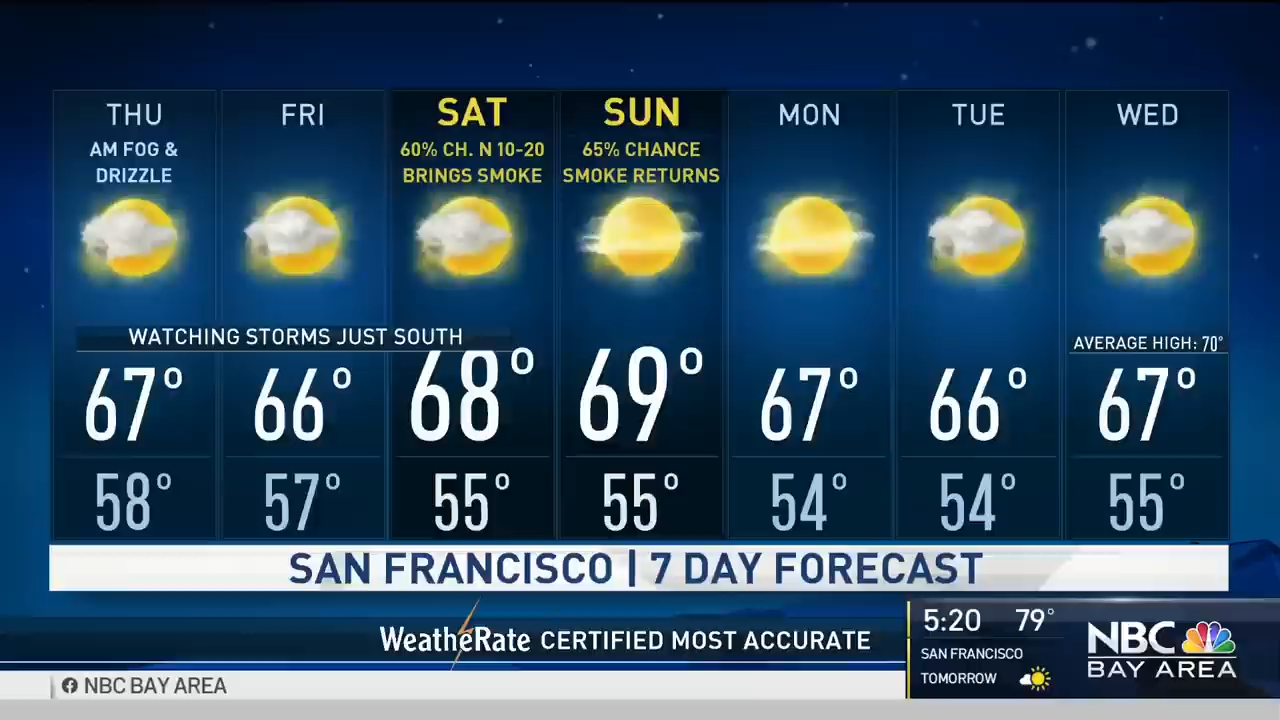 THU
AM FOG &
DRIZZLE
FRI
SAT
60% CH. N 10-20
BRINGS SMOKE
SUN
65% CHANCE
SMOKE RETURNS
MON
TUE
WED
WATCHING STORMS JUST SOUTH
AVERAGE HIGH: 70°
67° 66° 68° 69° 67° 66° 67°
58° 57° 55° 55° 54° 54° 55°
SAN FRANCISCO | 7 DAY FORECAST
WeatheRate CERTIFIED MOST ACCURATE
5:20 79°
SAN FRANCISCO
TOMORROW
NBC
BAY AREA
NBC BAY AREA